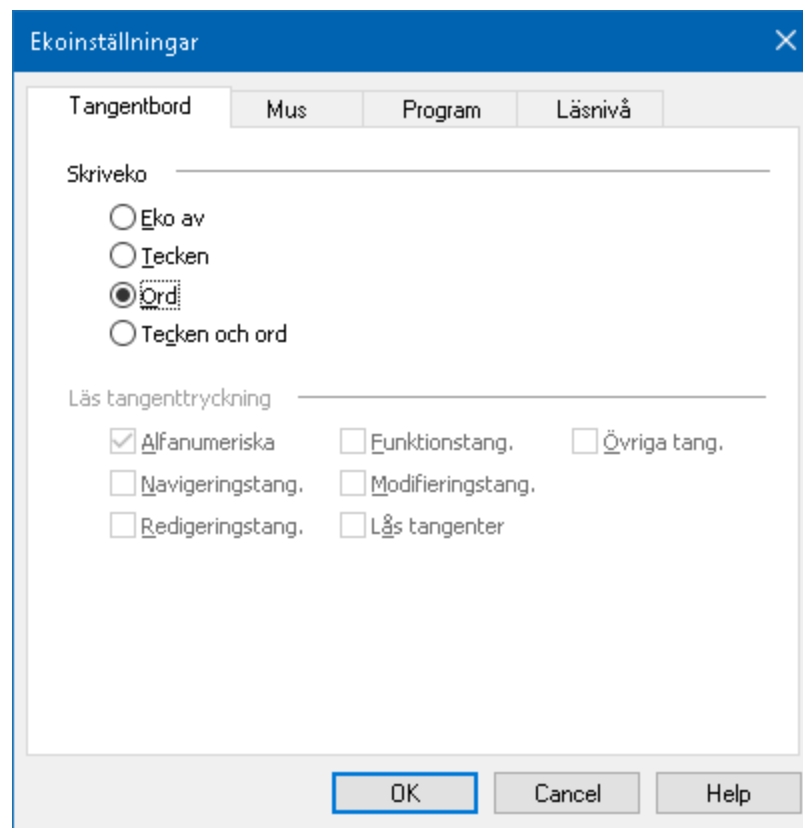 Ekoinställningar
Tangentbord Mus Program Läsnivå
Skriveko
Eko av
Tecken
Ord
Tecken och ord
Läs tangenttryckning
Alfanumeriska Funktionstang. Övriga tang.
Navigeringstang. Modifieringstang.
Redigeringstang. Lås tangenter
OK Cancel Help